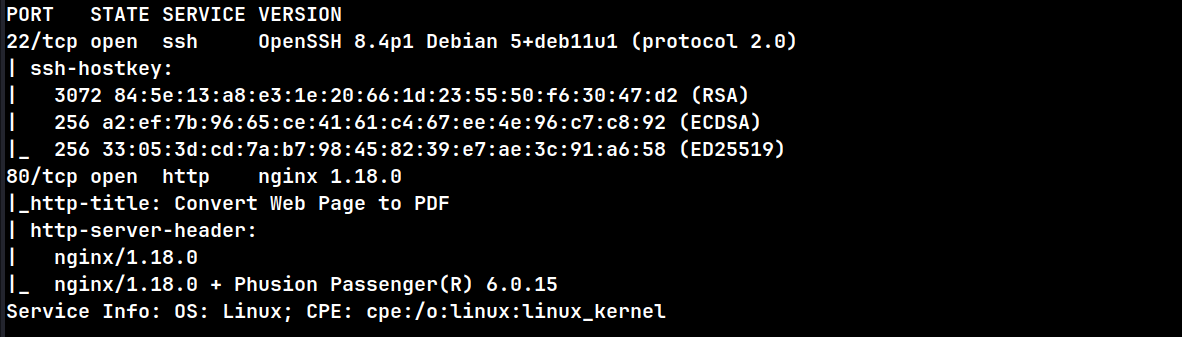 PORT   STATE SERVICE VERSION
22/tcp open  ssh     OpenSSH 8.4p1 Debian 5+deb11u1 (protocol 2.0)
| ssh-hostkey:
|   3072 84:5e:13:a8:e3:1e:20:66:1d:23:55:50:f6:30:47:d2 (RSA)
|   256 a2:ef:7b:96:65:ce:41:61:c4:67:ee:4e:96:c7:c8:92 (ECDSA)
|_  256 33:05:3d:cd:7a:b7:98:45:82:39:e7:ae:3c:91:a6:58 (ED25519)
80/tcp open  http    nginx 1.18.0
|_http-title: Convert Web Page to PDF
| http-server-header:
|   nginx/1.18.0
|_  nginx/1.18.0 + Phusion Passenger(R) 6.0.15
Service Info: OS: Linux; CPE: cpe:/o:linux:linux_kernel